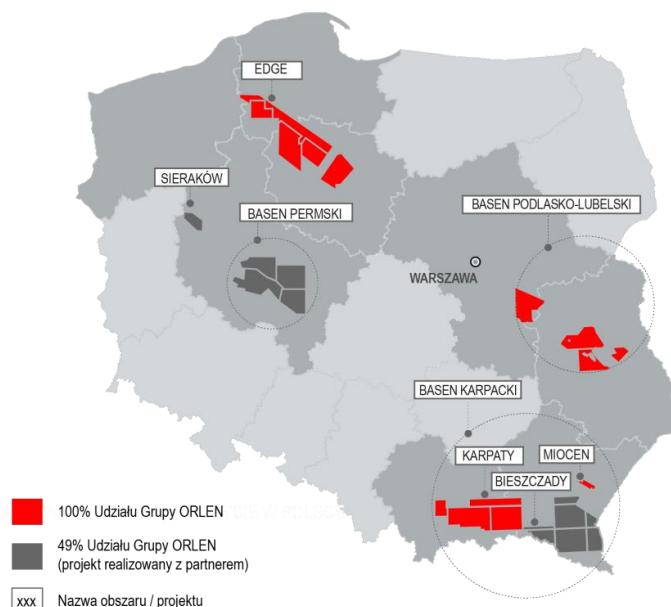 EDGE
SIERAKÓW
BASEN PERMSKI
BASEN PODLASKO-LUBELSKI
WARSZAWA
BASEN KARPACKI
KARPATY
MIOCEN
BIESZCZADY
100% Udziału Grupy ORLEN
49% Udziału Grupy ORLEN
(projekt realizowany z partnerem)
xxx Nazwa obszaru / projektu